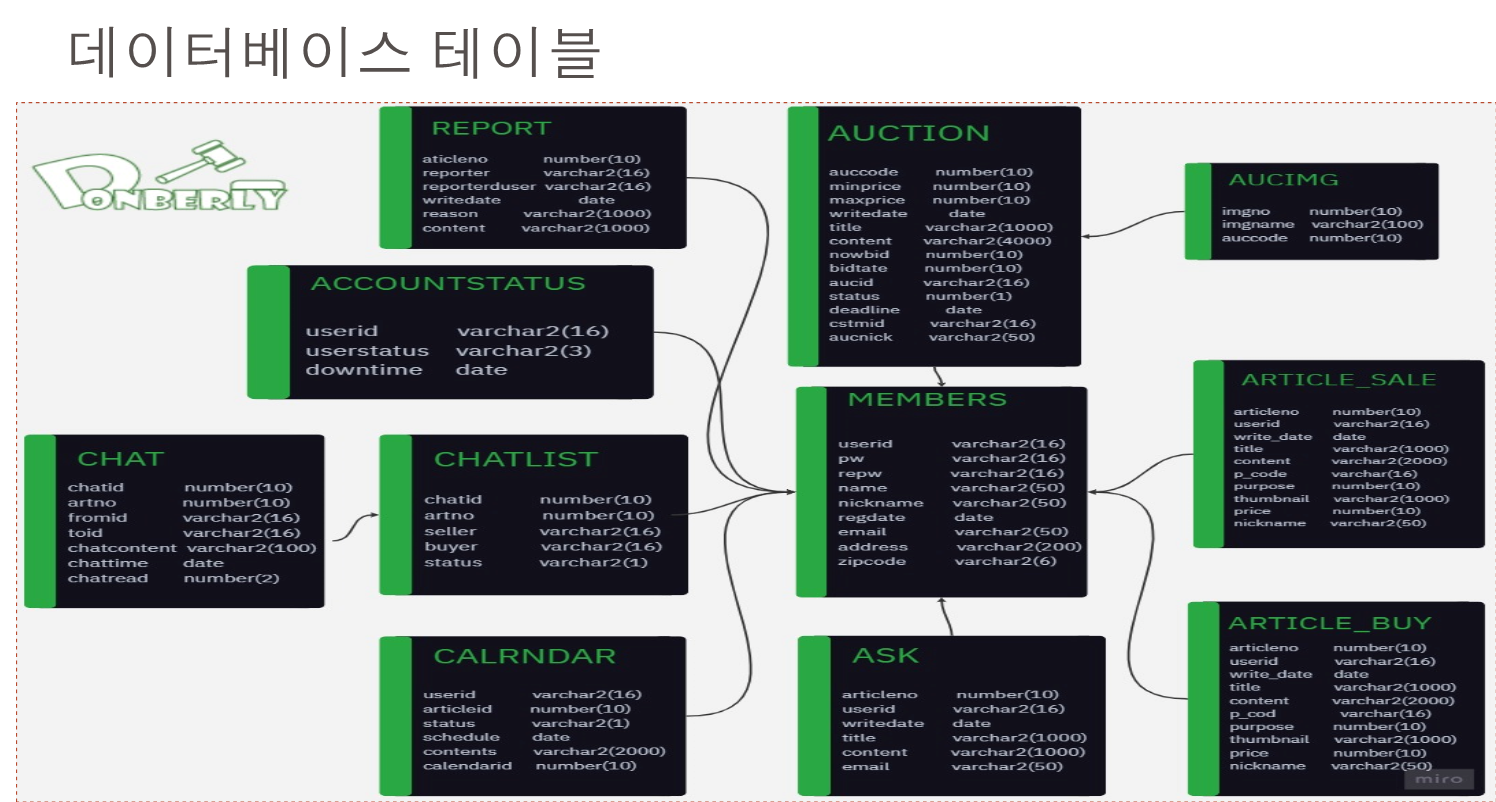 데이터베이스 테이블
DONBERLY
REPORT
aticleno number(10)
reporter varchar2(16)
reporterduser varchar2(16)
writedate date
reason varchar2(1000)
content varchar2(1000)
AUCTION
auccode number(10)
minprice number(10)
maxprice number(10)
writedate date
title varchar2(1000)
content varchar2(4000)
nowbid number(10)
bidtate number(10)
aucid varchar2(16)
status number(1)
deadline date
cstmid varchar2(16)
aucnick varchar2(50)
AUCIMG
imgno number(10)
imgname varchar2(100)
auccode number(10)
ACCOUNTSTATUS
userid varchar2(16)
userstatus varchar2(3)
downtime date
MEMBERS
userid varchar2(16)
pw varchar2(16)
repw varchar2(16)
name varchar2(50)
nickname varchar2(50)
regdate date
email varchar2(50)
address varchar2(200)
zipcode varchar2(6)
ARTICLE_SALE
articleno number(10)
userid varchar2(16)
write_date date
title varchar2(1000)
content varchar2(2000)
p_code varchar(16)
purpose number(10)
thumbnail varchar2(1000)
price number(10)
nickname varchar2(50)
CHAT
chatid number(10)
artno number(10)
fromid varchar2(16)
toid varchar2(16)
chatcontent varchar2(100)
chattime date
chatread number(2)
CHATLIST
chatid number(10)
artno number(10)
seller varchar2(16)
buyer varchar2(16)
status varchar2(1)
CALRNDAR
userid varchar2(16)
articleid number(10)
status varchar2(1)
schedule date
contents varchar2(2000)
calendarid number(10)
ASK
articleno number(10)
userid varchar2(16)
writedate date
title varchar2(1000)
content varchar2(1000)
email varchar2(50)
ARTICLE_BUY
articleno number(10)
userid varchar2(16)
write_date date
title varchar2(1000)
content varchar2(2000)
p_cod varchar(16)
purpose number(10)
thumbnail varchar2(1000)
price number(10)
nickname varchar2(50)
miro